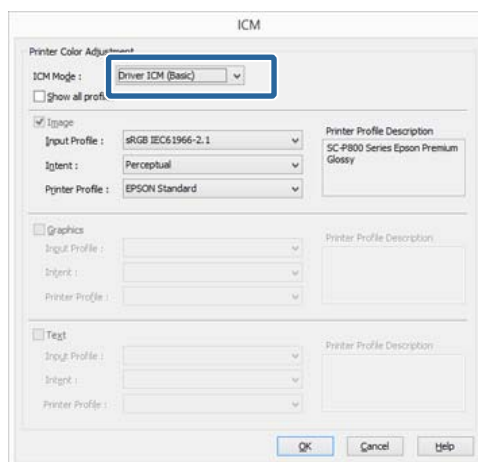 ICM
Printer Color Adjustment
ICM Mode : Driver ICM (Basic)
Show all profi
Image
Input Profile : sRGB IEC61966-2.1
Intent : Perceptual
Printer Profile : EPSON Standard
Printer Profile Description
SC-P800 Series Epson Premium
Glossy
Graphics
Input Profile :
Intent :
Printer Profile :
Printer Profile Description
Text
Input Profile :
Intent :
Printer Profile :
Printer Profile Description
OK Cancel Help